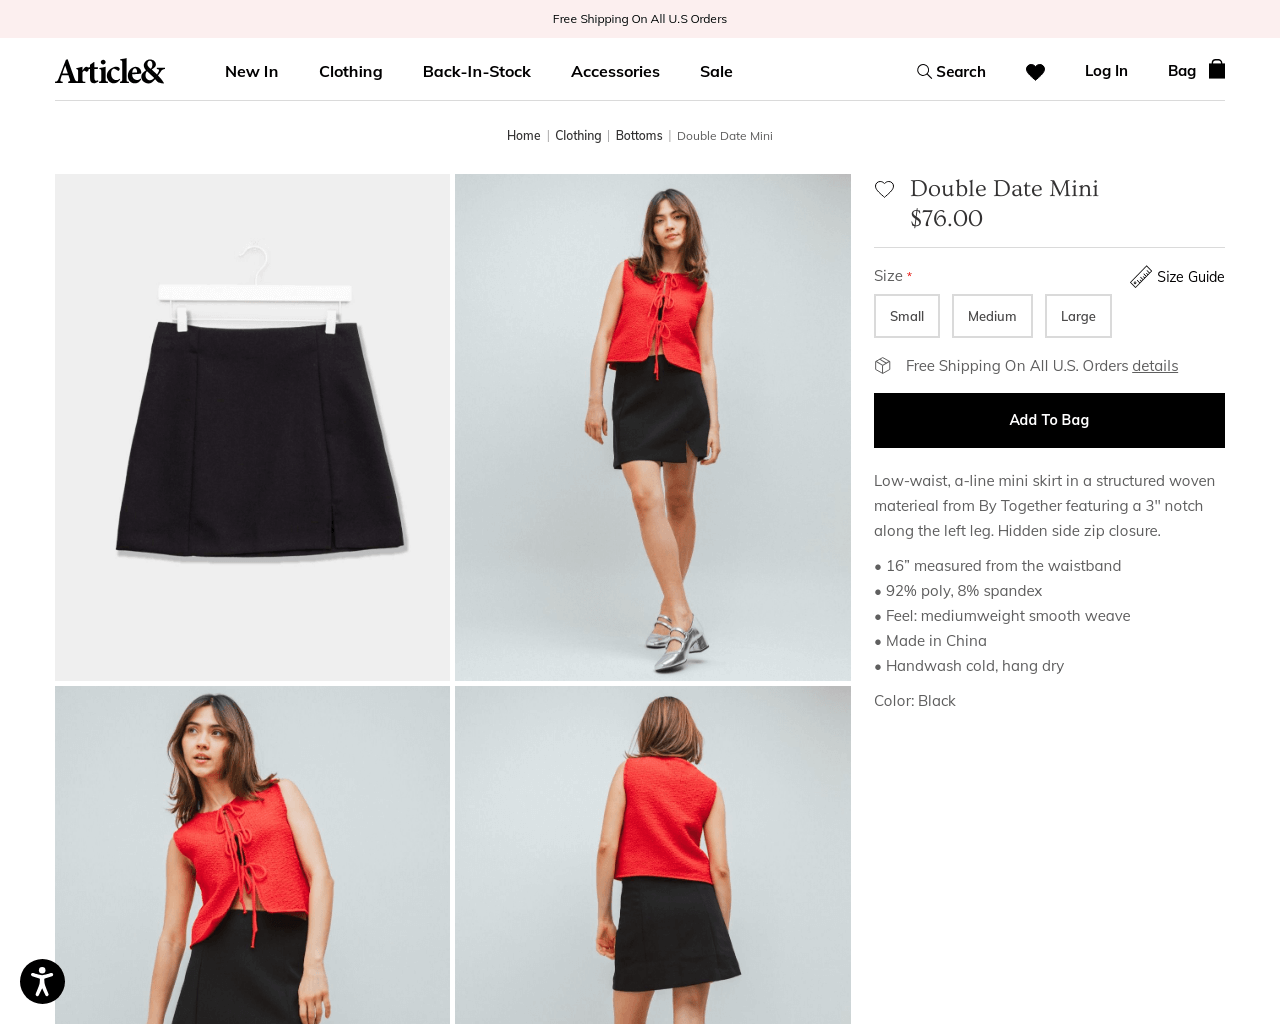 Free Shipping On All U.S Orders
Article&
New In
Clothing
Back-In-Stock
Accessories
Sale
Search
Log In
Bag
Home | Clothing | Bottoms | Double Date Mini
Double Date Mini
$76.00
Size *
Size Guide
Small
Medium
Large
Free Shipping On All U.S. Orders details
Add To Bag
Low-waist, a-line mini skirt in a structured woven
materieal from By Together featuring a 3" notch
along the left leg. Hidden side zip closure.
• 16” measured from the waistband
• 92% poly, 8% spandex
• Feel: mediumweight smooth weave
• Made in China
• Handwash cold, hang dry
Color: Black